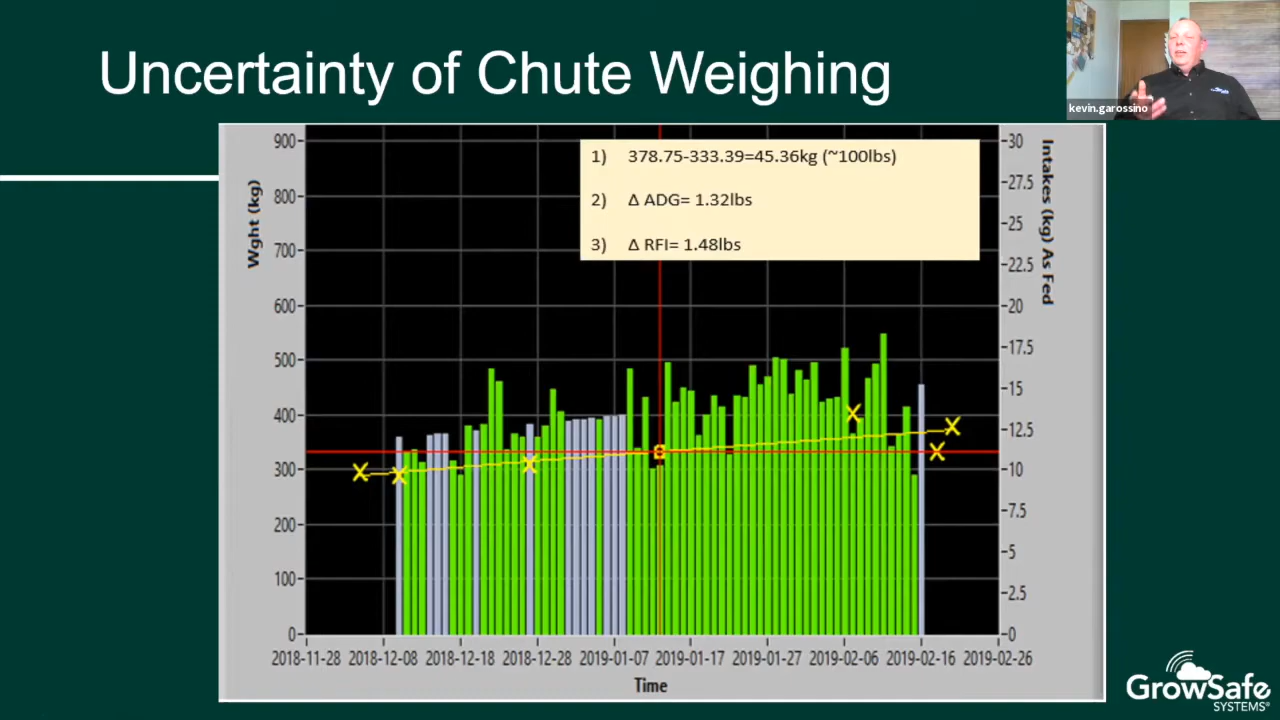 Uncertainty of Chute Weighing
kevin.garossino
1) 378.75-333.39=45.36kg (~100lbs)
2) Δ ADG= 1.32lbs
3) Δ RFI= 1.48lbs
Wght (kg)
900
800
700
600
500
400
300
200
100
0
Intakes (kg) As Fed
30
27.5
25
22.5
20
17.5
15
12.5
10
7.5
5
2.5
0
2018-11-28 2018-12-08 2018-12-18 2018-12-28 2019-01-07 2019-01-17 2019-01-27 2019-02-06 2019-02-16 2019-02-26
Time
GrowSafe
SYSTEMS®